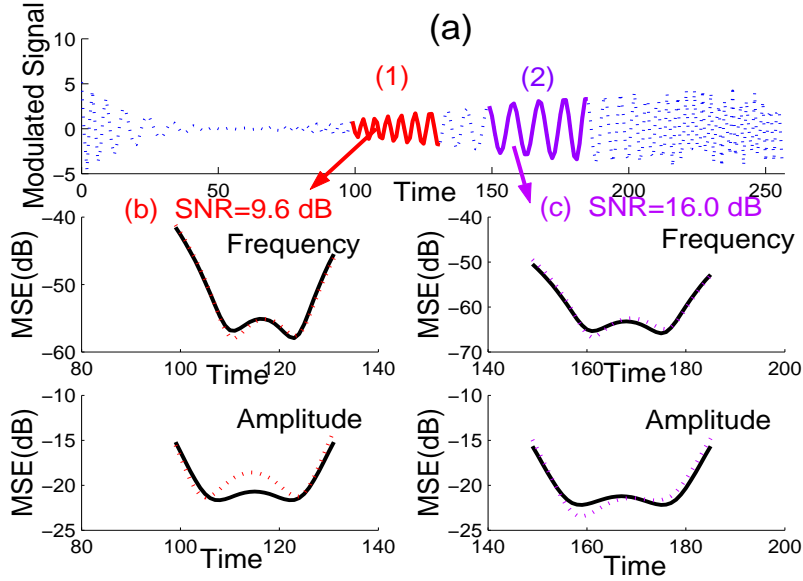 (a)
Modulated Signal
10
5
0
−5
(1)
(2)
0
50
100
150
200
250
Time
(b) SNR=9.6 dB
(c) SNR=16.0 dB
MSE(dB)
−40
−50
−60
Frequency
80
100
120
140
Time
MSE(dB)
−40
−50
−60
−70
Frequency
140
160
180
200
Time
MSE(dB)
−10
−15
−20
−25
Amplitude
80
100
120
140
Time
MSE(dB)
−10
−15
−20
−25
Amplitude
140
160
180
200
Time